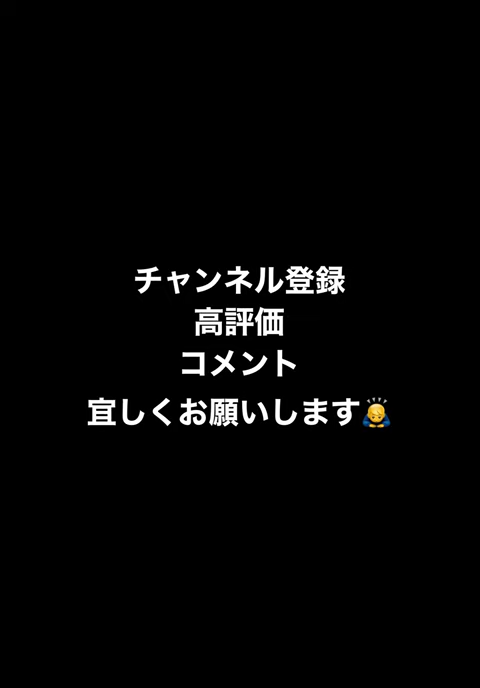 チャンネル登録
高評価
コメント
宜しくお願いします🙇‍♂️